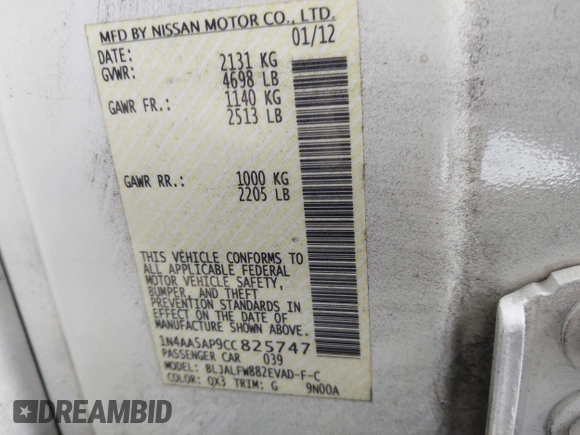 MFD BY NISSAN MOTOR CO., LTD.
DATE: 01/12
GVWR: 2131 KG
4698 LB
GAWR FR.: 1140 KG
2513 LB
GAWR RR.: 1000 KG
2205 LB
THIS VEHICLE CONFORMS TO
ALL APPLICABLE FEDERAL
MOTOR VEHICLE SAFETY,
BUMPER, AND THEFT
PREVENTION STANDARDS IN
EFFECT ON THE DATE OF
MANUFACTURE SHOWN ABOVE.
1N4AA5AP9CC825747
PASSENGER CAR 039
MODEL: BLJALFW882EVAD-F-C
COLOR: QX3 TRIM: G 9N00A
DREAMBID